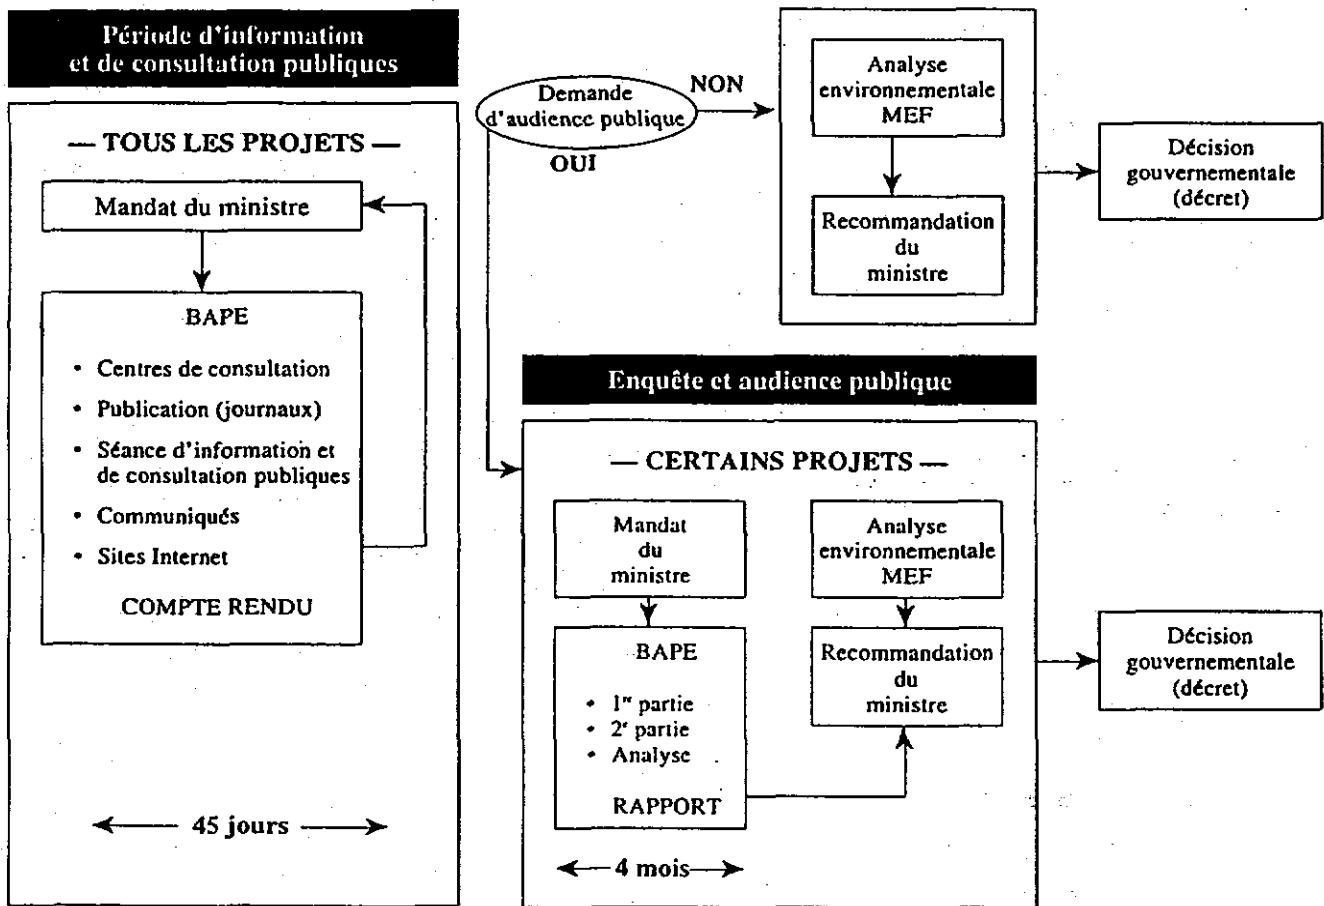 Période d'information
et de consultation publiques
— TOUS LES PROJETS —
Mandat du ministre
BAPE
• Centres de consultation
• Publication (journaux)
• Séance d'information et
de consultation publiques
• Communiqués
• Sites Internet
COMPTE RENDU
45 jours
Demande
d'audience publique
NON
OUI
Analyse
environnementale
MEF
Recommandation
du
ministre
Décision
gouvernementale
(décret)
Enquête et audience publique
— CERTAINS PROJETS —
Mandat
du
ministre
BAPE
• 1re partie
• 2e partie
• Analyse
RAPPORT
4 mois
Analyse
environnementale
MEF
Recommandation
du
ministre
Décision
gouvernementale
(décret)